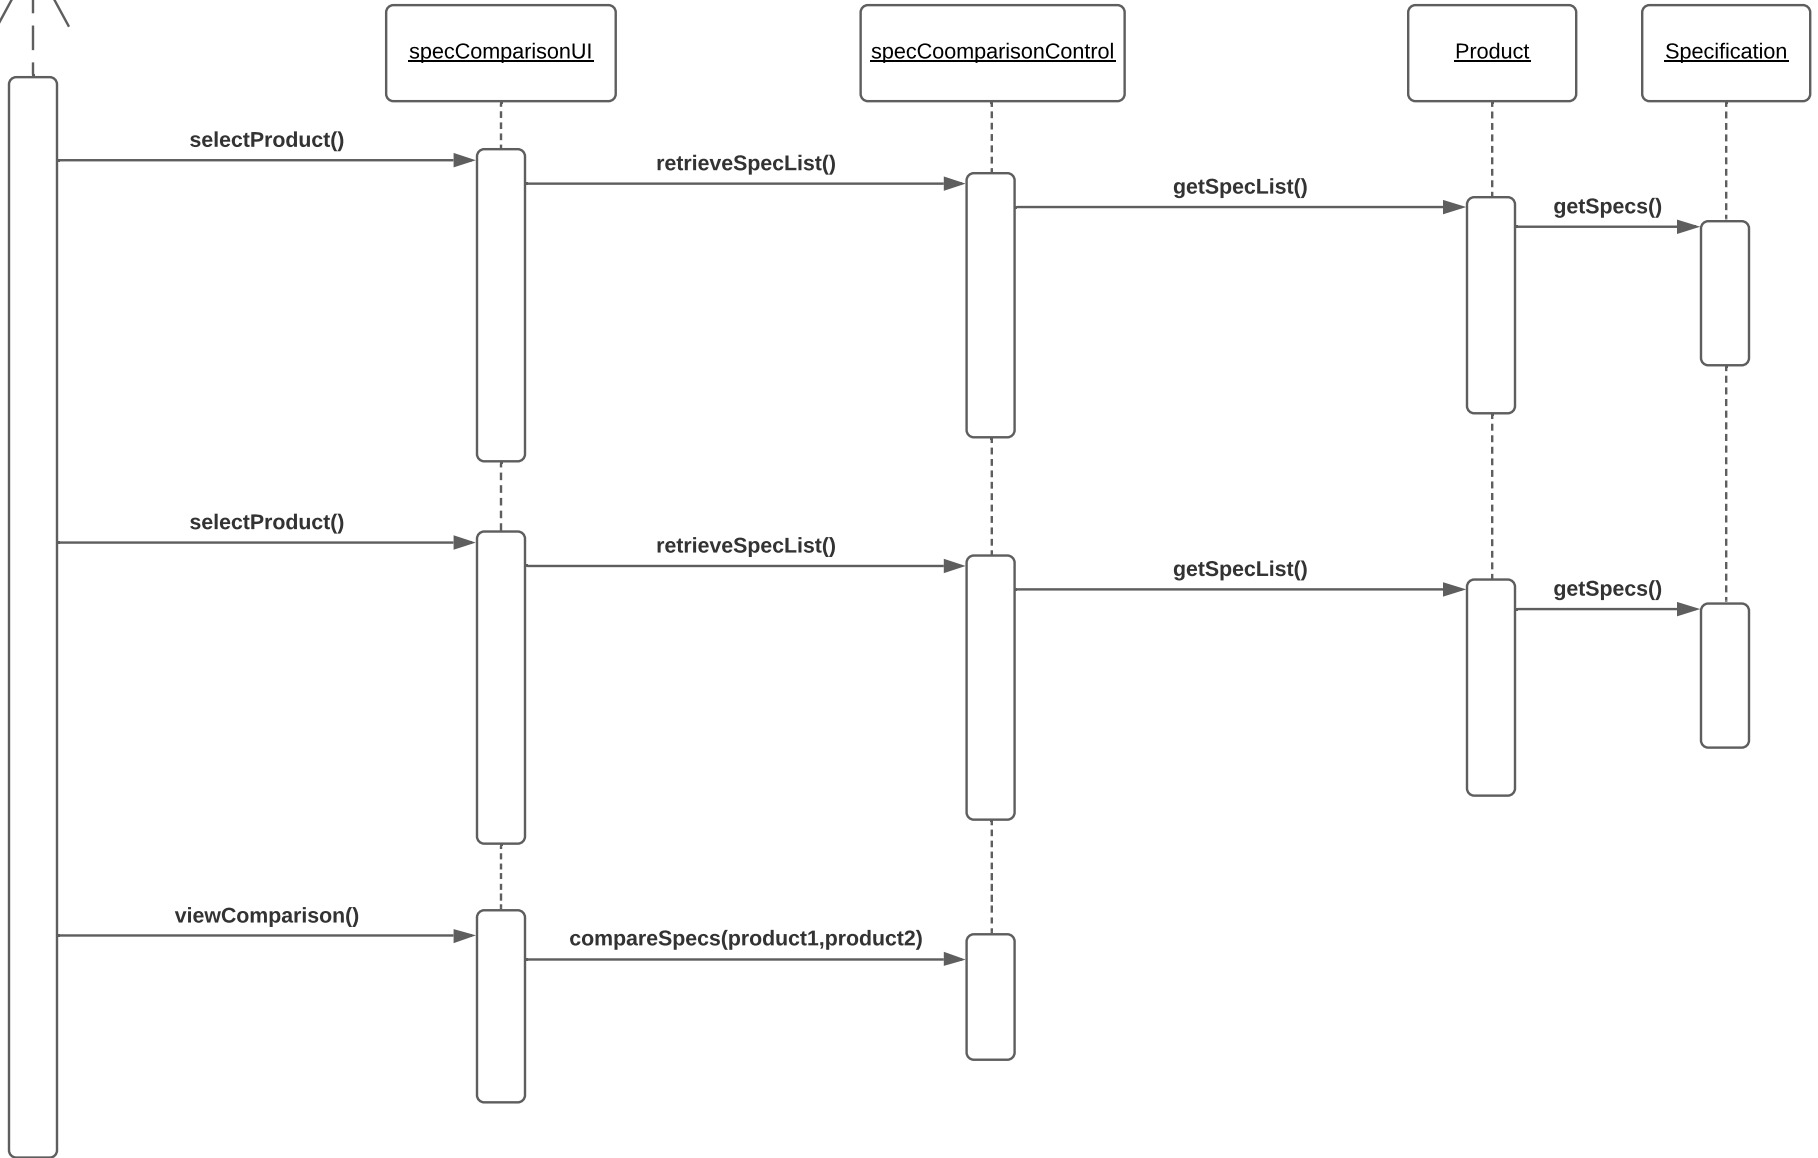 specComparisonUI
specCoomparisonControl
Product
Specification
selectProduct()
retrieveSpecList()
getSpecList()
getSpecs()
selectProduct()
retrieveSpecList()
getSpecList()
getSpecs()
viewComparison()
compareSpecs(product1,product2)